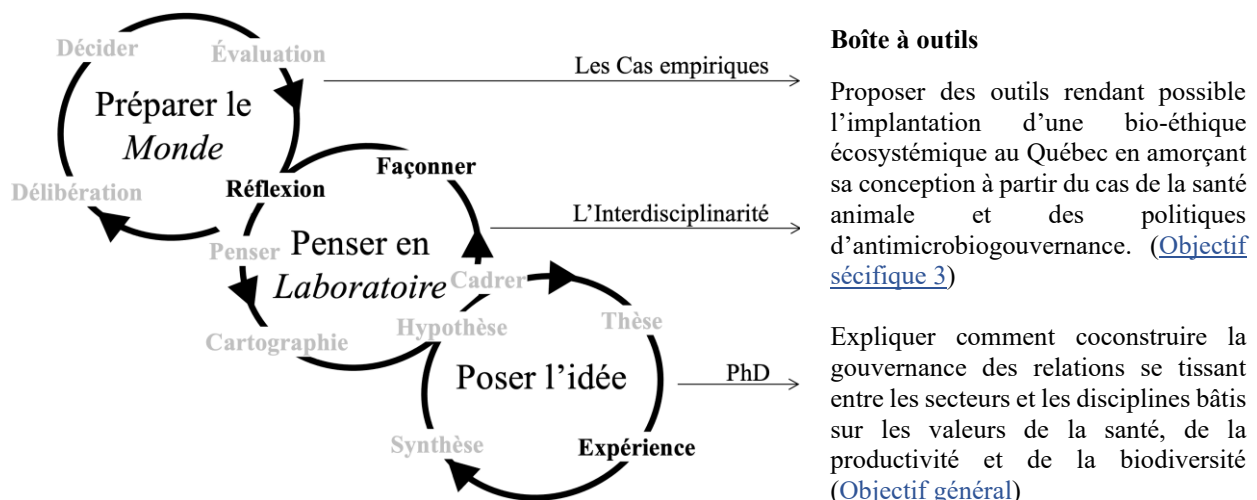 Décider
Évaluation
Préparer le
Monde
Délibération
Réflexion
Façonner
Penser
Penser en
Laboratoire
Cadrer
Cartographie
Hypothèse
Thèse
Poser l’idée
Synthèse
Expérience
Les Cas empiriques
L’Interdisciplinarité
PhD
Boîte à outils
Proposer des outils rendant possible
l’implantation d’une bio-éthique
écosystémique au Québec en amorçant
sa conception à partir du cas de la santé
animale et des politiques
d’antimicrobiogouvernance. (Objectif
sécifique 3)
Expliquer comment coconstruire la
gouvernance des relations se tissant
entre les secteurs et les disciplines bâtis
sur les valeurs de la santé, de la
productivité et de la biodiversité
(Objectif général)